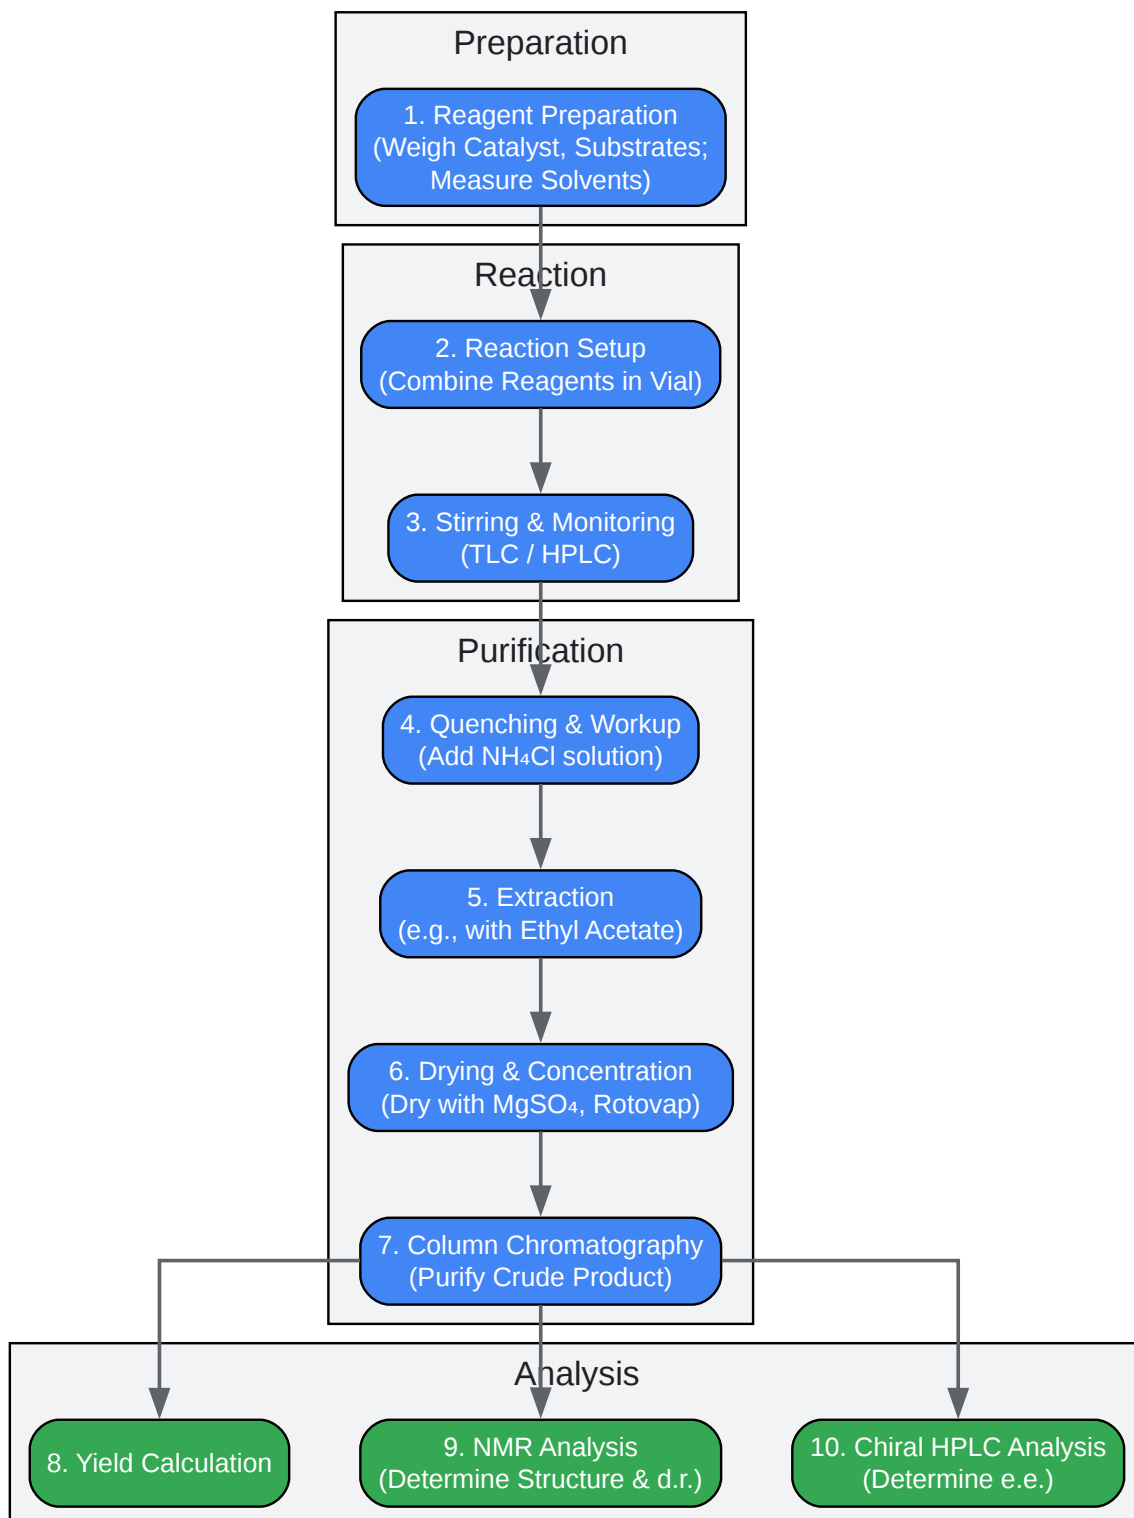 Preparation
1. Reagent Preparation
(Weigh Catalyst, Substrates;
Measure Solvents)
Reaction
2. Reaction Setup
(Combine Reagents in Vial)
3. Stirring & Monitoring
(TLC / HPLC)
Purification
4. Quenching & Workup
(Add NH₄Cl solution)
5. Extraction
(e.g., with Ethyl Acetate)
6. Drying & Concentration
(Dry with MgSO₄, Rotovap)
7. Column Chromatography
(Purify Crude Product)
Analysis
8. Yield Calculation
9. NMR Analysis
(Determine Structure & d.r.)
10. Chiral HPLC Analysis
(Determine e.e.)